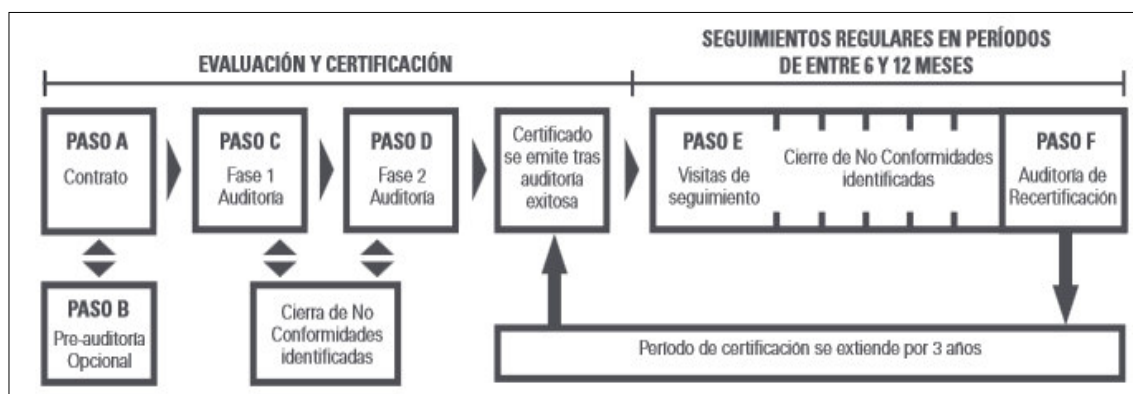 EVALUACIÓN Y CERTIFICACIÓN
SEGUIMIENTOS REGULARES EN PERÍODOS
DE ENTRE 6 Y 12 MESES
PASO A
Contrato
PASO C
Fase 1
Auditoría
PASO D
Fase 2
Auditoría
Certificado
se emite tras
auditoría
exitosa
PASO E
Visitas de
seguimiento
Cierre de No Conformidades
identificadas
PASO F
Auditoría de
Recertificación
PASO B
Pre-auditoría
Opcional
Cierra de No
Conformidades
identificadas
Período de certificación se extiende por 3 años